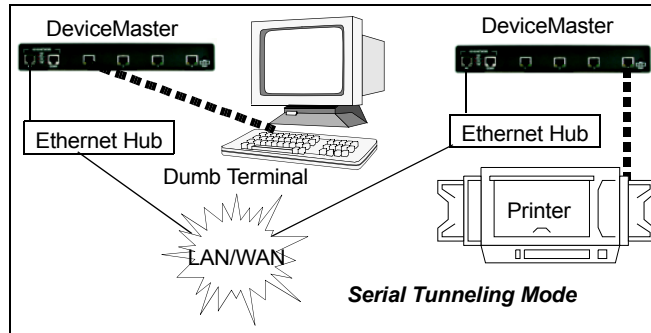 DeviceMaster
DeviceMaster
Ethernet Hub
Ethernet Hub
Dumb Terminal
Printer
LAN/WAN
Serial Tunneling Mode